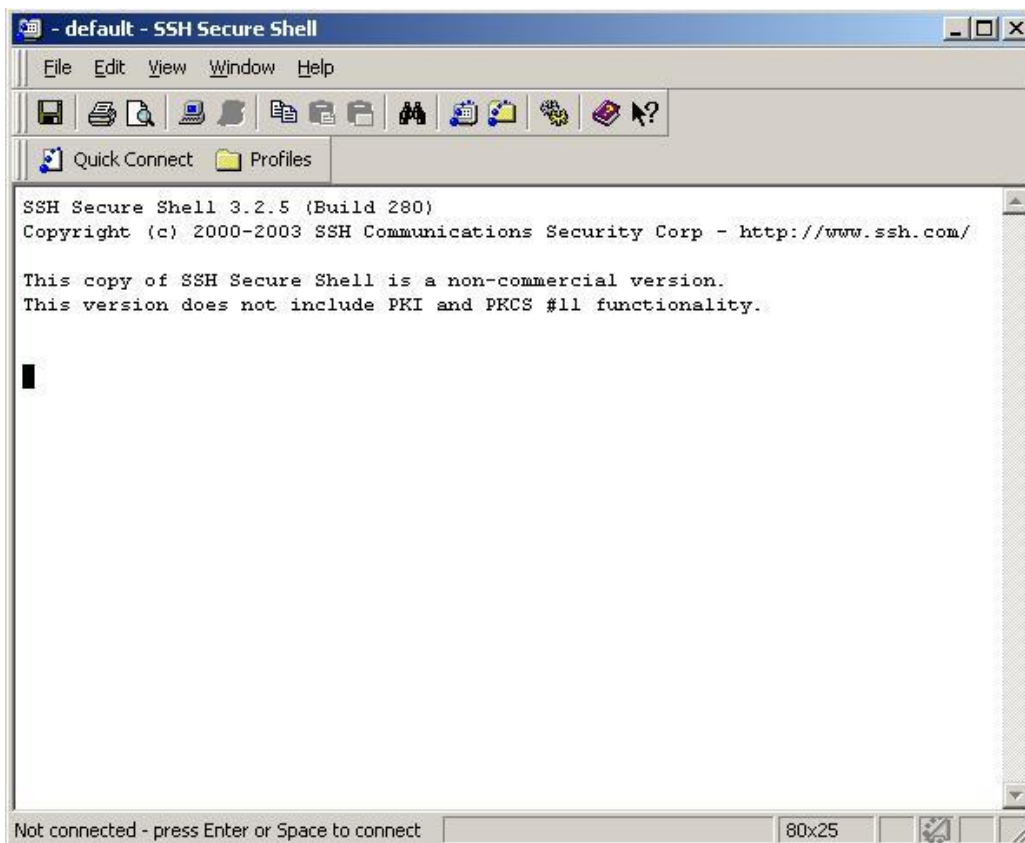 - default - SSH Secure Shell
File Edit View Window Help
Quick Connect Profiles
SSH Secure Shell 3.2.5 (Build 280)
Copyright (c) 2000-2003 SSH Communications Security Corp - http://www.ssh.com/
This copy of SSH Secure Shell is a non-commercial version.
This version does not include PKI and PKCS #11 functionality.
Not connected - press Enter or Space to connect 80x25